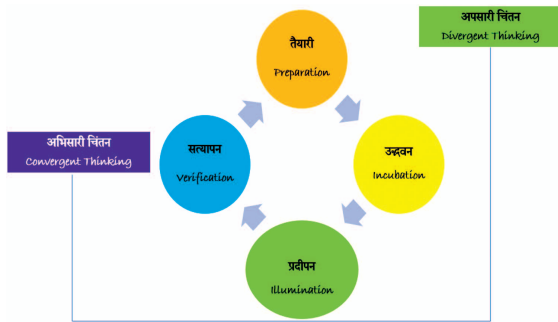 तैयारी
Preparation
अपसारी चिंतन
Divergent Thinking
सत्यापन
Verification
अभिसारी चिंतन
Convergent Thinking
उद्भवन
Incubation
प्रदीपन
Illumination